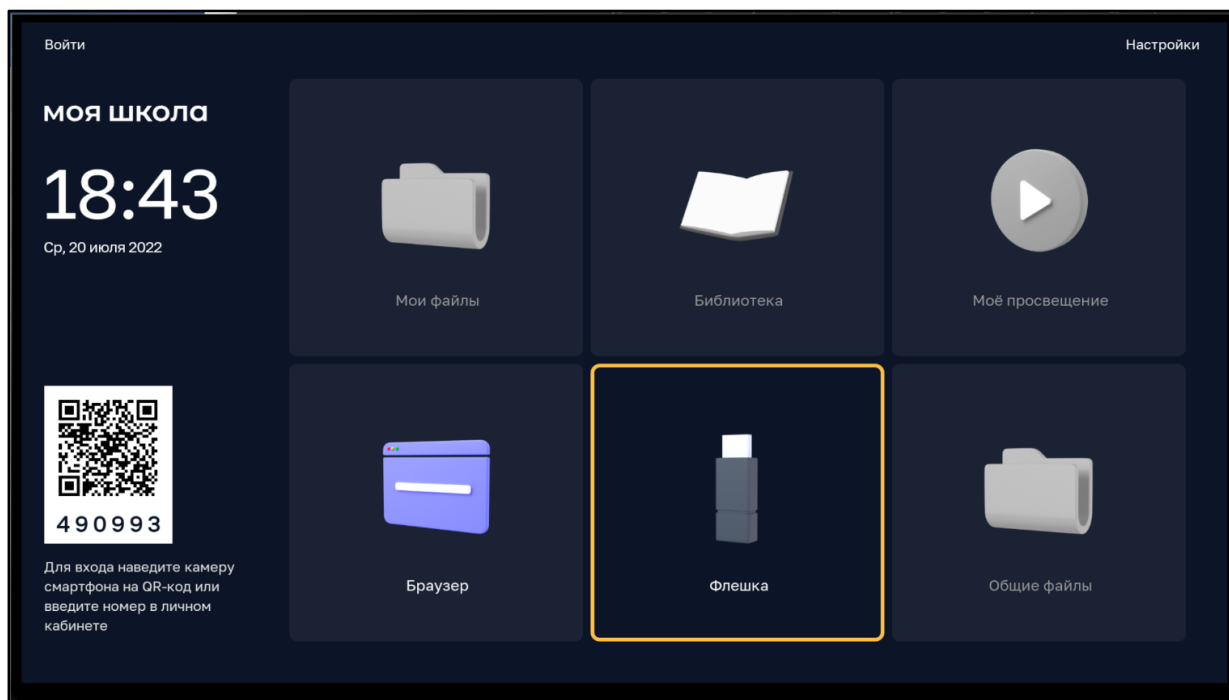 Войти
Настройки
моя школа
18:43
Ср, 20 июля 2022
Мои файлы
Библиотека
Моё просвещение
490993
Для входа наведите камеру
смартфона на QR-код или
введите номер в личном
кабинете
Браузер
Флешка
Общие файлы